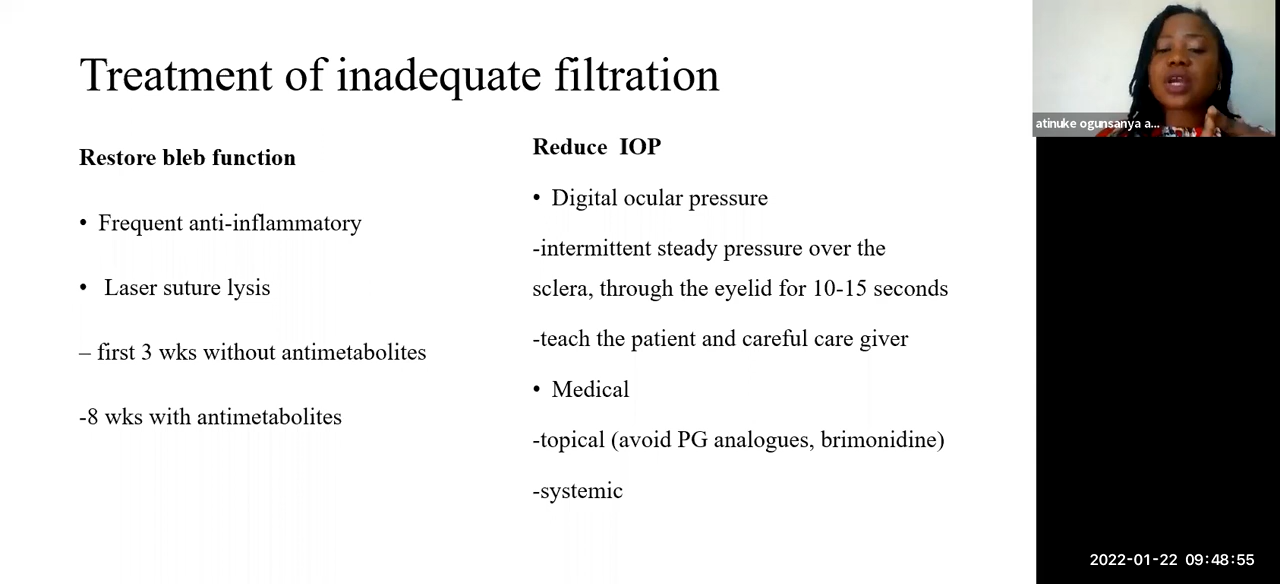 Treatment of inadequate filtration
Restore bleb function
• Frequent anti-inflammatory
• Laser suture lysis
– first 3 wks without antimetabolites
-8 wks with antimetabolites
Reduce IOP
• Digital ocular pressure
-intermittent steady pressure over the
sclera, through the eyelid for 10-15 seconds
-teach the patient and careful care giver
• Medical
-topical (avoid PG analogues, brimonidine)
-systemic
atinuke ogunsanya a...
2022-01-22 09:48:55